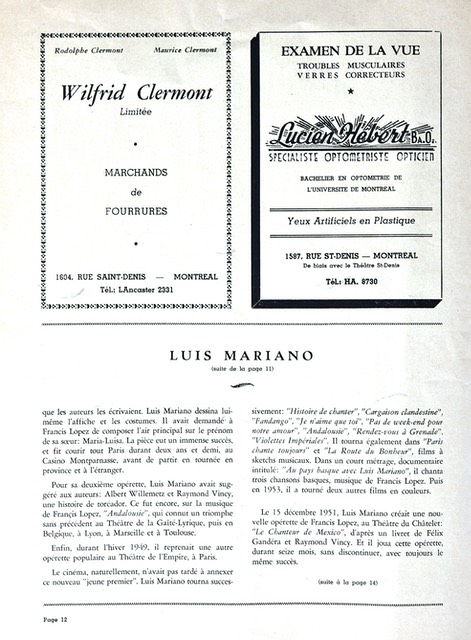 Rodolphe Clermont Maurice Clermont
Wilfrid Clermont
Limitée
MARCHANDS
de
FOURRURES
1604, RUE SAINT-DENIS — MONTREAL
Tél.: LAncaster 2331
EXAMEN DE LA VUE
TROUBLES MUSCULAIRES
VERRES CORRECTEURS
Lucien Hébert Ba.O.
SPÉCIALISTE OPTOMETRISTE OPTICIEN
BACHELIER EN OPTOMETRIE DE
L'UNIVERSITE DE MONTREAL
Yeux Artificiels en Plastique
1587, RUE ST-DENIS — MONTREAL
De biais avec le Théâtre St-Denis
Tél.: HA. 8730
LUIS MARIANO
(suite de la page 11)
que les auteurs les écrivaient. Luis Mariano dessina lui-
même l'affiche et les costumes. Il avait demandé à
Francis Lopez de composer l'air principal sur le prénom
de sa sœur: Maria-Luisa. La pièce eut un immense succès,
et fit courir tout Paris durant deux ans et demi, au
Casino Montparnasse, avant de partir en tournée en
province et à l'étranger.
Pour sa deuxième opérette, Luis Mariano avait sug-
géré aux auteurs: Albert Willemetz et Raymond Vincy,
une histoire de torcador. Ce fut encore, sur la musique
de Francis Lopez, "Andalousie", qui connut un triomphe
sans précédent au Théâtre de la Gaîté-Lyrique, puis en
Belgique, à Lyon, à Marseille et à Toulouse.
Enfin, durant l'hiver 1949, il reprenait une autre
opérette populaire au Théâtre de l'Empire, à Paris.
Le cinéma, naturellement, n'avait pas tardé à annexer
ce nouveau "jeune premier". Luis Mariano tourna succes-
sivement: "Histoire de chanter", "Cargaison clandestine",
"Fandango", "Je n'aime que toi", "Pas de week-end pour
notre amour", "Andalousie", "Rendez-vous à Grenade",
"Violettes Impériales". Il tourna également dans "Paris
chante toujours" et "La Route du Bonheur", films à
sketchs musicaux. Dans un court métrage, documentaire
intitulé: "Au pays basque avec Luis Mariano", il chanta
trois chansons basques, musique de Francis Lopez. Puis
en 1953, il a tourné deux autres films en couleurs.
Le 15 décembre 1951, Luis Mariano créait une nou-
velle opérette de Francis Lopez, au Théâtre du Châtelet:
"Le Chanteur de Mexico", d'après un livret de Félix
Gandéra et Raymond Vincy. Et il joua cette opérette,
durant seize mois, sans discontinuer, avec toujours le
même succès.
(suite à la page 14)
Page 12